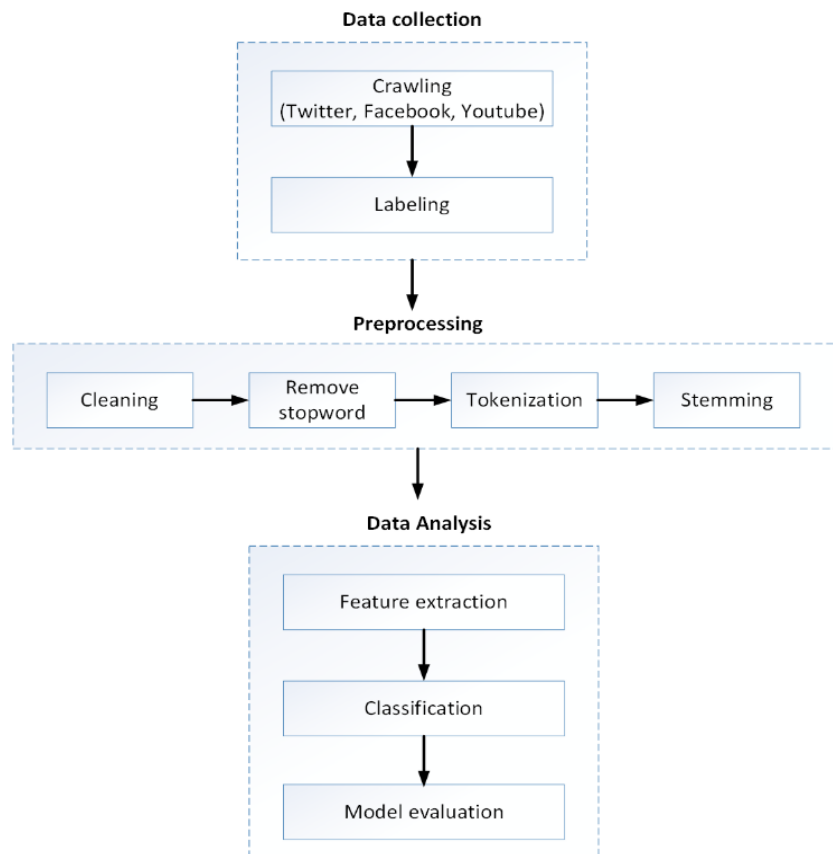 Data collection
Crawling
(Twitter, Facebook, Youtube)
Labeling
Preprocessing
Cleaning
Remove
stopword
Tokenization
Stemming
Data Analysis
Feature extraction
Classification
Model evaluation